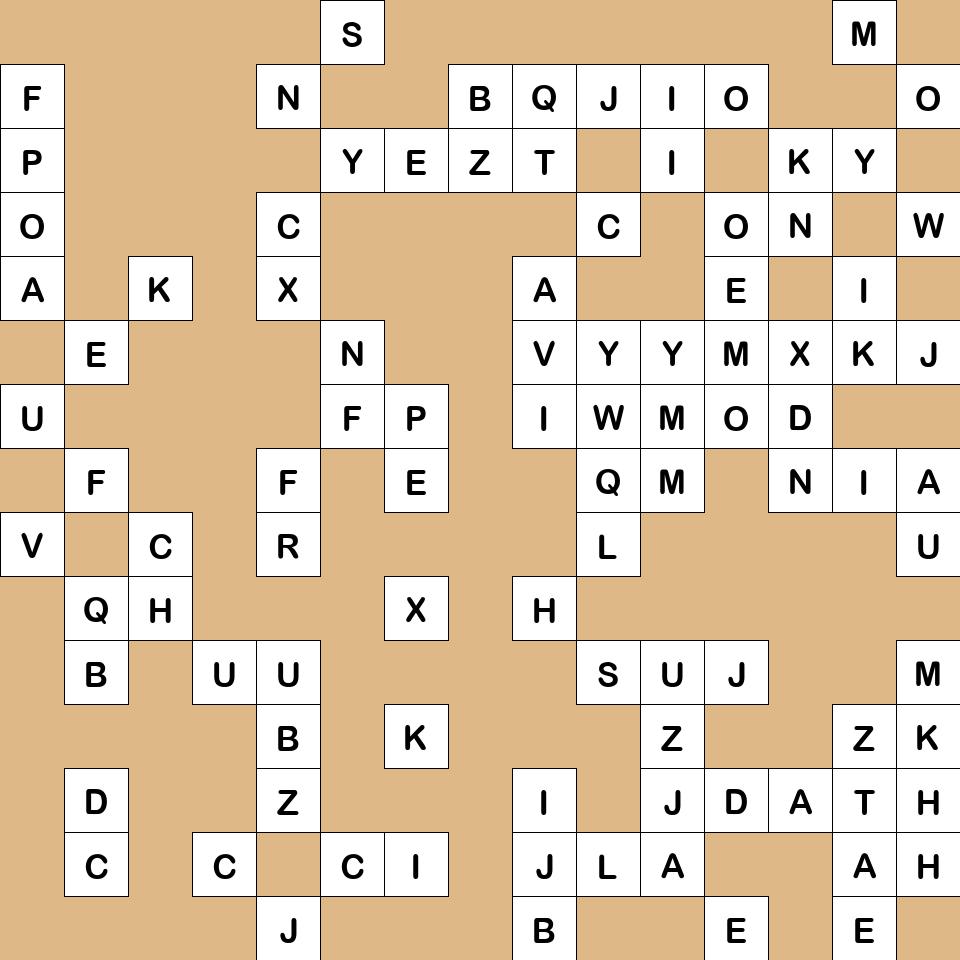 S M
F N B Q J I O O
P Y E Z T I K Y
O C C O N W
A K X A E I
E N V Y Y M X K J
U F P I W M O D
F F E Q M N I A
V C R L U
Q H X H
B U U S U J M
B K Z Z K
D Z I J D A T H
C C C I J L A A H
J B E E